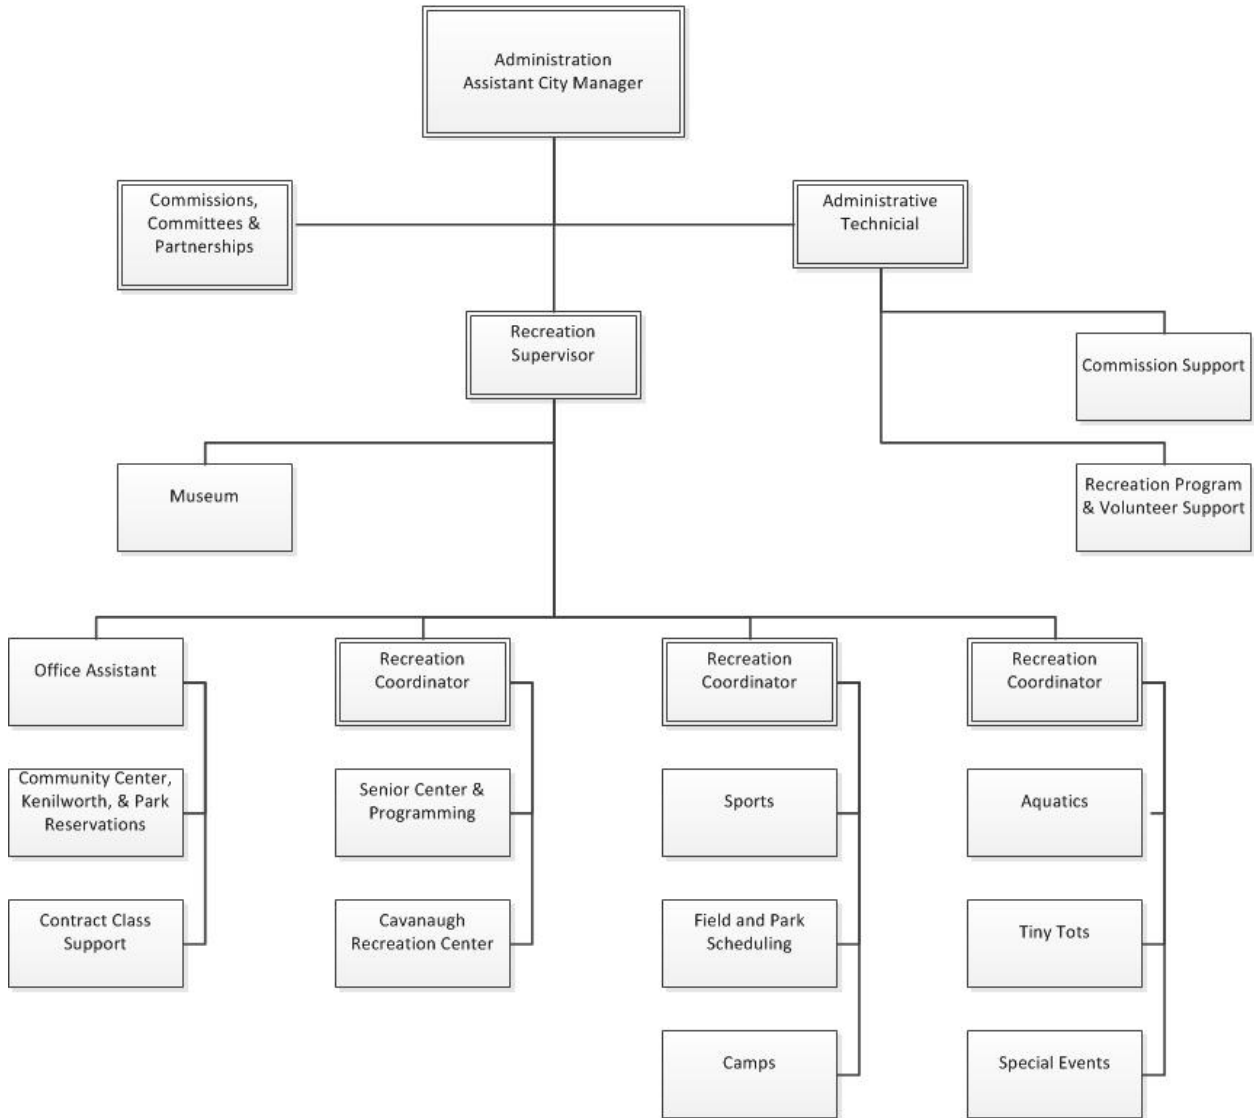 Administration
Assistant City Manager
Commissions,
Committees &
Partnerships
Administrative
Technicial
Recreation
Supervisor
Commission Support
Museum
Recreation Program
& Volunteer Support
Office Assistant
Recreation
Coordinator
Recreation
Coordinator
Recreation
Coordinator
Community Center,
Kenilworth, & Park
Reservations
Senior Center &
Programming
Sports
Aquatics
Contract Class
Support
Cavanaugh
Recreation Center
Field and Park
Scheduling
Tiny Tots
Camps
Special Events